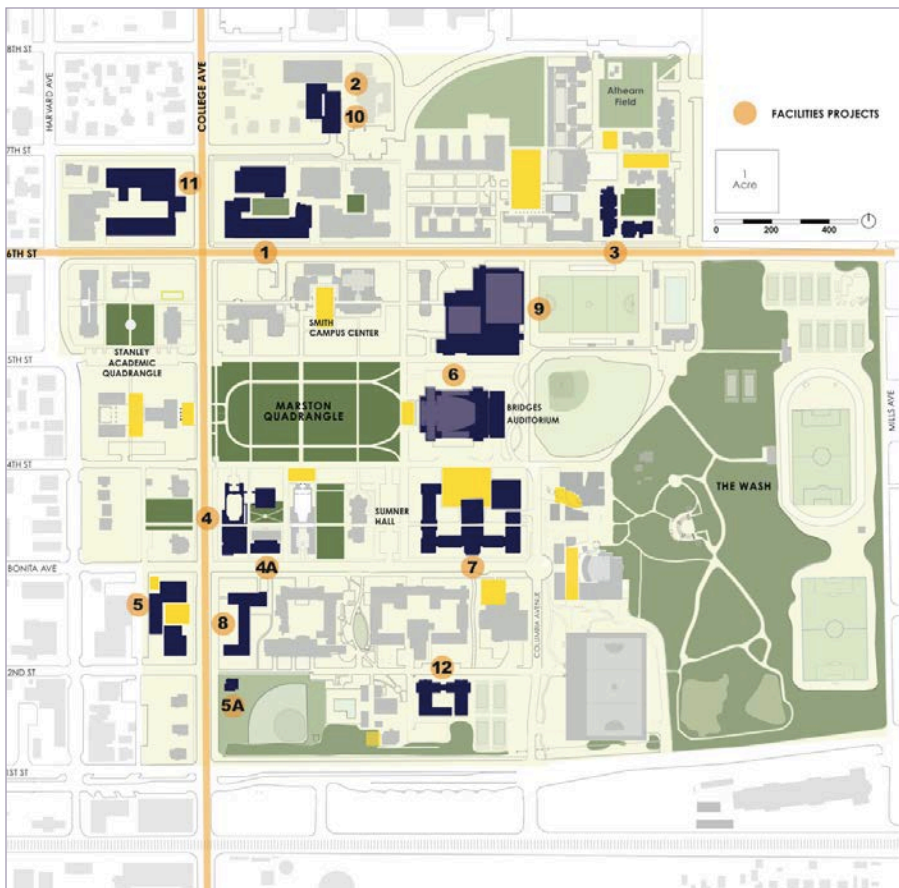 8TH ST
HARVARD AVE
COLLEGE AVE
2
10
Athearn
Field
FACILITIES PROJECTS
1
Acre
0 200 400
7TH ST
11
6TH ST
1
3
SMITH
CAMPUS CENTER
9
STANLEY
ACADEMIC
QUADRANGLE
5TH ST
6
MARSTON
QUADRANGLE
BRIDGES
AUDITORIUM
MILLS AVE
4TH ST
THE WASH
4
SUMNER
HALL
4A
7
BONITA AVE
5
8
COLUMBIA AVENUE
12
2ND ST
5A
1ST ST